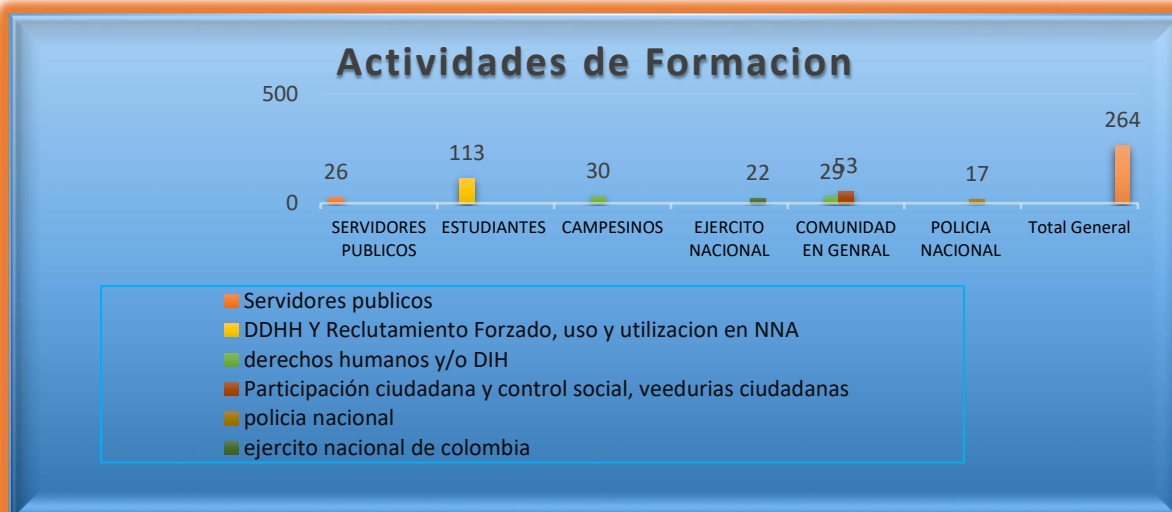 Actividades de Formacion
500
0
26
113
30
22
29
53
17
264
SERVIDORES PUBLICOS
ESTUDIANTES
CAMPESINOS
EJERCITO NACIONAL
COMUNIDAD EN GENRAL
POLICIA NACIONAL
Total General
Servidores publicos
DDHH Y Reclutamiento Forzado, uso y utilizacion en NNA
derechos humanos y/o DIH
Participación ciudadana y control social, veedurias ciudadanas
policia nacional
ejercito nacional de colombia